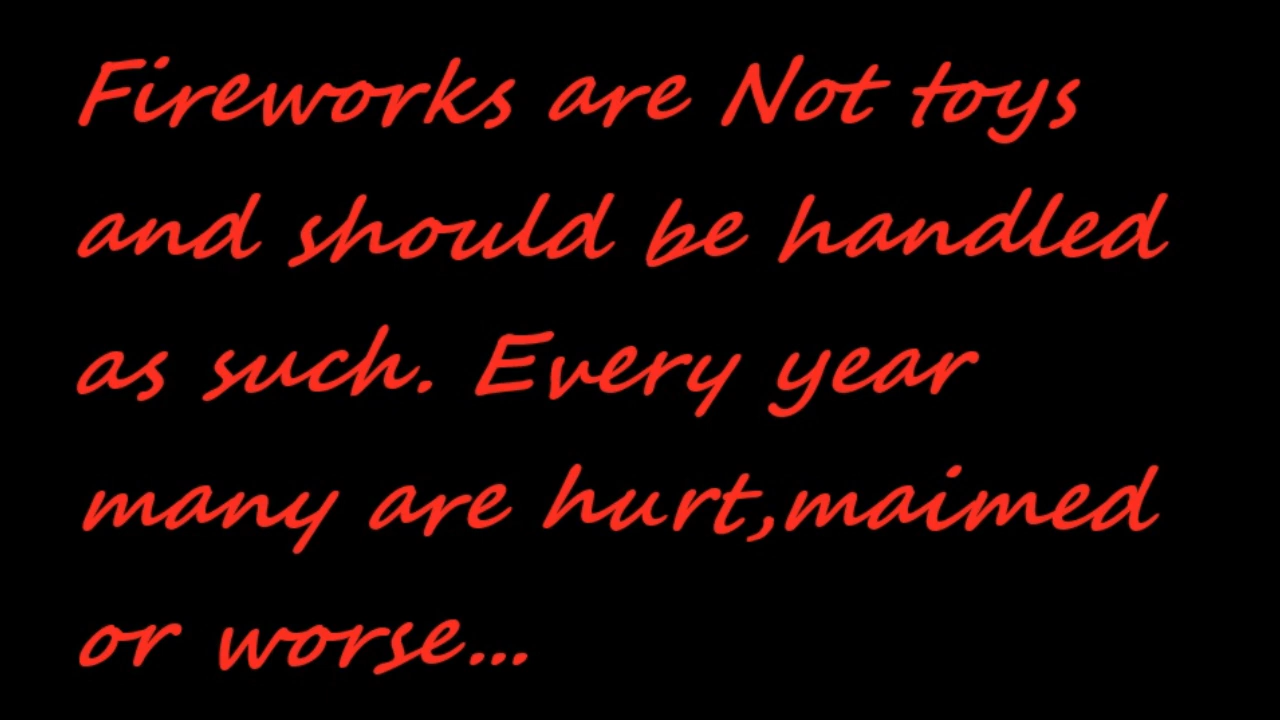 Fireworks are Not toys
and should be handled
as such. Every year
many are hurt,maimed
or worse...